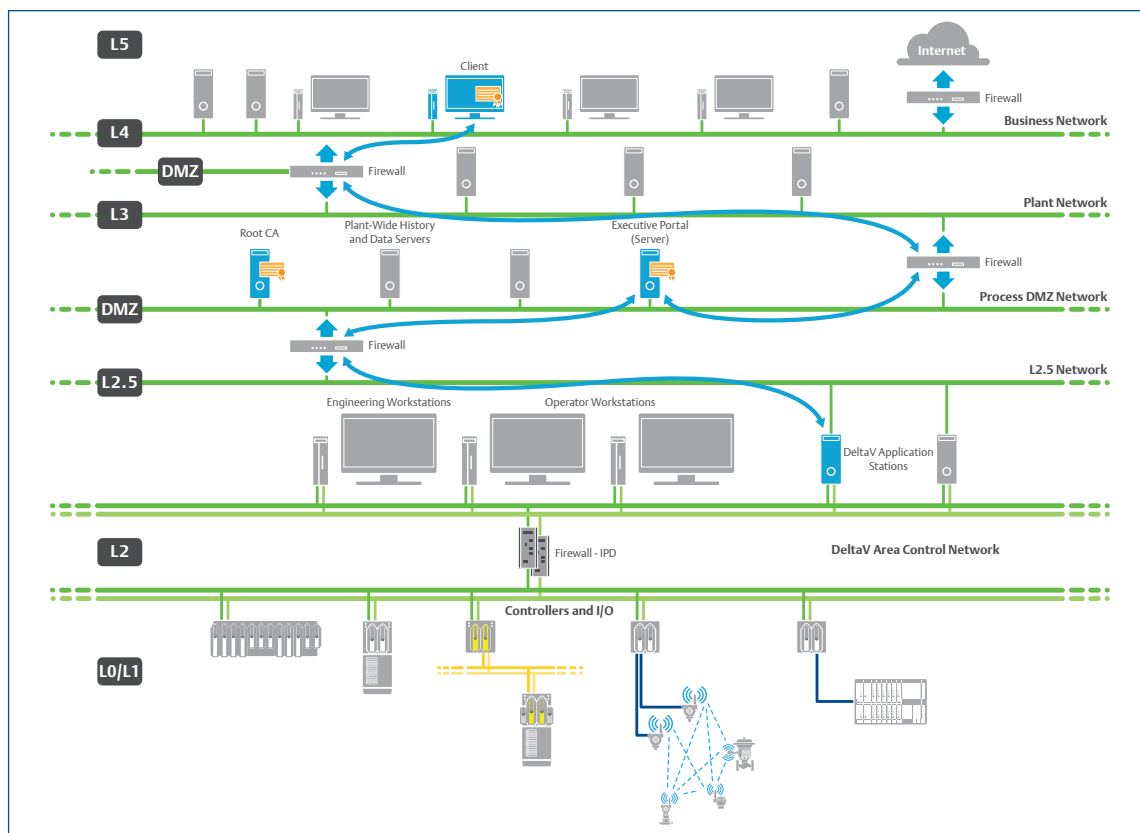 L5
Internet
Client
Firewall
Business Network
L4
DMZ
Firewall
L3
Plant Network
Root CA
Plant-Wide History
and Data Servers
Executive Portal
(Server)
Firewall
DMZ
Process DMZ Network
Firewall
L2.5
L2.5 Network
Engineering Workstations
Operator Workstations
DeltaV Application
Stations
L2
Firewall - IPD
DeltaV Area Control Network
Controllers and I/O
L0/L1